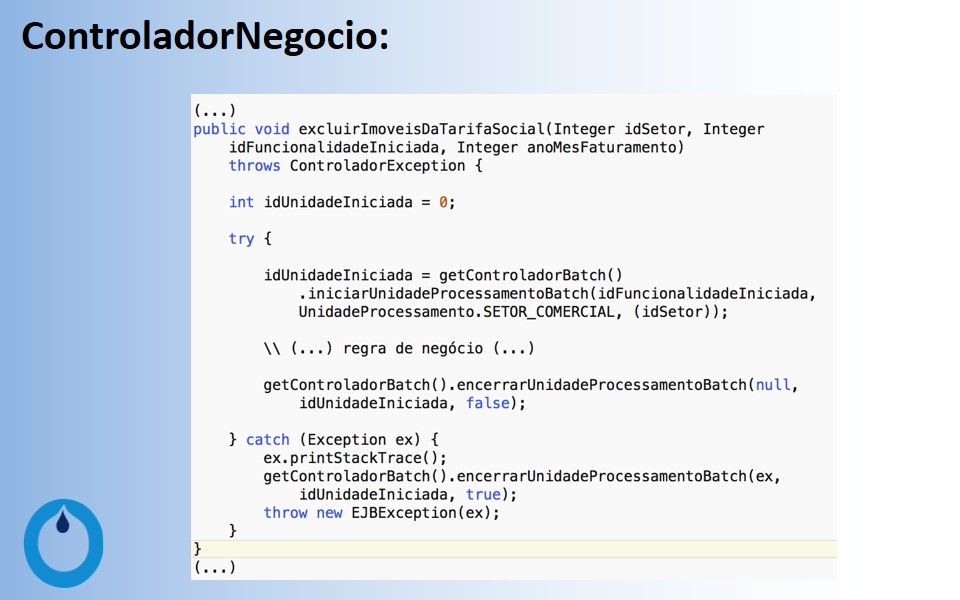 ControladorNegocio:
(...)
public void excluirImoveisDaTarifaSocial(Integer idSetor, Integer
idFuncionalidadeIniciada, Integer anoMesFaturamento)
throws ControladorException {
int idUnidadeIniciada = 0;
try {
idUnidadeIniciada = getControladorBatch()
.iniciarUnidadeProcessamentoBatch(idFuncionalidadeIniciada,
UnidadeProcessamento.SETOR_COMERCIAL, (idSetor));
\\ (...) regra de negócio (...)
getControladorBatch().encerrarUnidadeProcessamentoBatch(null,
idUnidadeIniciada, false);
} catch (Exception ex) {
ex.printStackTrace();
getControladorBatch().encerrarUnidadeProcessamentoBatch(ex,
idUnidadeIniciada, true);
throw new EJBException(ex);
}
}
(...)